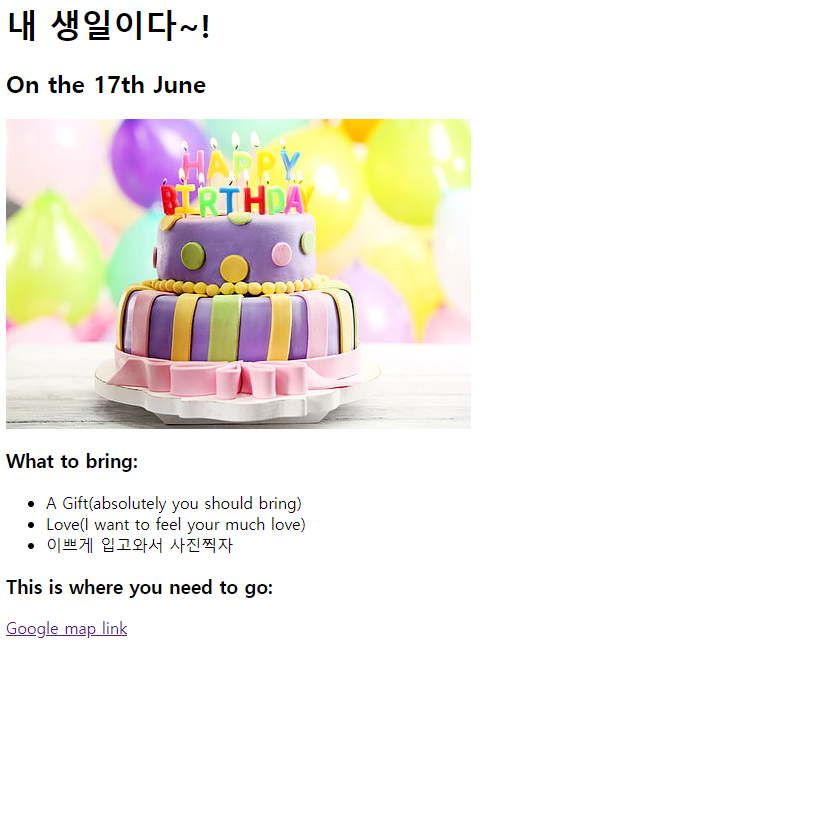 내 생일이다~!
On the 17th June
HAPPY
BIRTHDAY
What to bring:
A Gift(absolutely you should bring)
Love(I want to feel your much love)
이쁘게 입고와서 사진찍자
This is where you need to go:
Google map link